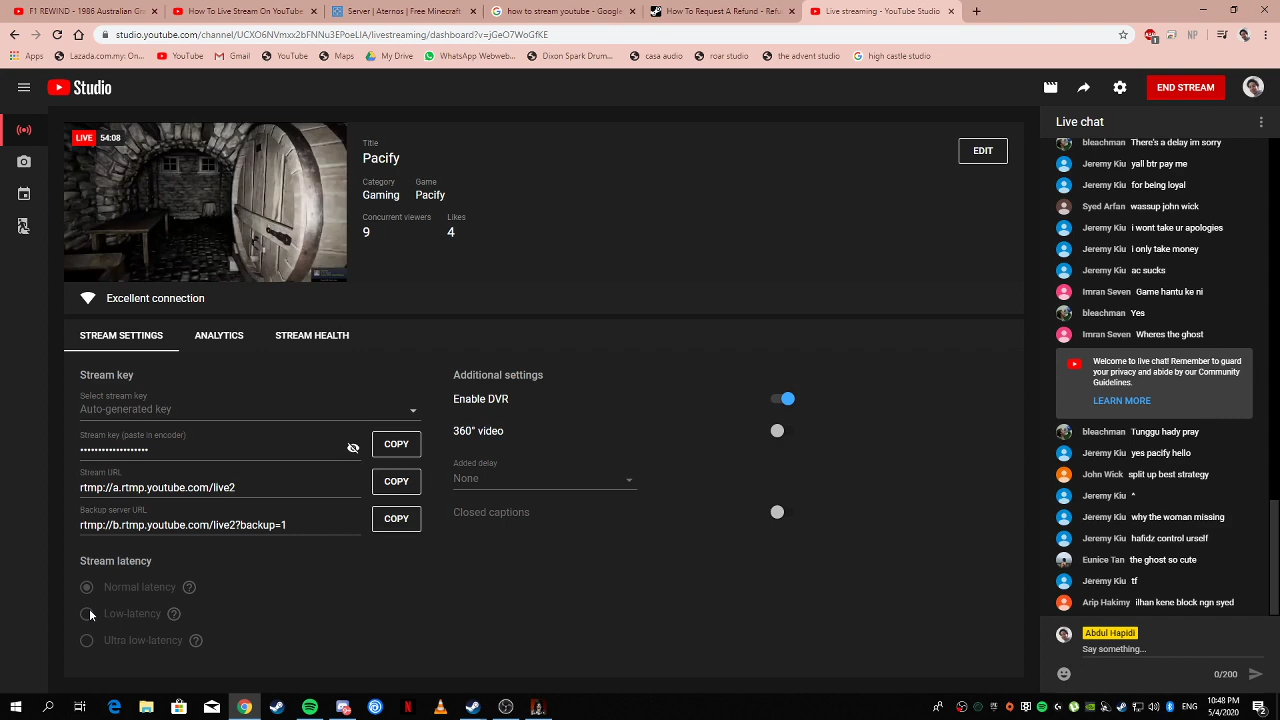 F1 REWIND - 1986 Australian Gr
How To Live Stream On YouTube
Server | Aternos | Free Minecraft
how to stream youtube - Google
How To Request A Refund - Refu
Live streaming - YouTube Studio
studio.youtube.com/channel/UCXO6NVmxx2bFNNu3EPoeLIA/livestreaming/dashboard?v=jGeO7WoGfKE
Apps
Lazada.com.my: On...
YouTube
Gmail
YouTube
Maps
My Drive
WhatsApp Webmessage
Dixon Spark Drum...
casa audio
roar studio
the advent studio
high castle studio
Studio
END STREAM
LIVE 54:08
Title
Pacify
EDIT
Category
Gaming
Game
Pacify
Concurrent viewers
9
Likes
4
Excellent connection
STREAM SETTINGS
ANALYTICS
STREAM HEALTH
Stream key
Select stream key
Auto-generated key
Stream key (paste in encoder)
••••••••••••••••••
COPY
Stream URL
rtmp://a.rtmp.youtube.com/live2
COPY
Backup server URL
rtmp://b.rtmp.youtube.com/live2?backup=1
COPY
Stream latency
Normal latency
Low-latency
Ultra low-latency
Additional settings
Enable DVR
360° video
Added delay
None
Closed captions
Live chat
bleachman There's a delay im sorry
Jeremy Kiu yall btr pay me
Jeremy Kiu for being loyal
Syed Arfan wassup john wick
Jeremy Kiu i wont take ur apologies
Jeremy Kiu i only take money
Jeremy Kiu ac sucks
Imran Seven Game hantu ke ni
bleachman Yes
Imran Seven Wheres the ghost
Welcome to live chat! Remember to guard
your privacy and abide by our Community
Guidelines.
LEARN MORE
bleachman Tunggu hady pray
Jeremy Kiu yes pacify hello
John Wick split up best strategy
Jeremy Kiu ^
Jeremy Kiu why the woman missing
Jeremy Kiu hafidz control urself
Eunice Tan the ghost so cute
Jeremy Kiu tf
Arip Hakimy ilhan kene block ngn syed
Abdul Hapidi
Say something...
0/200
10:48 PM
5/4/2020